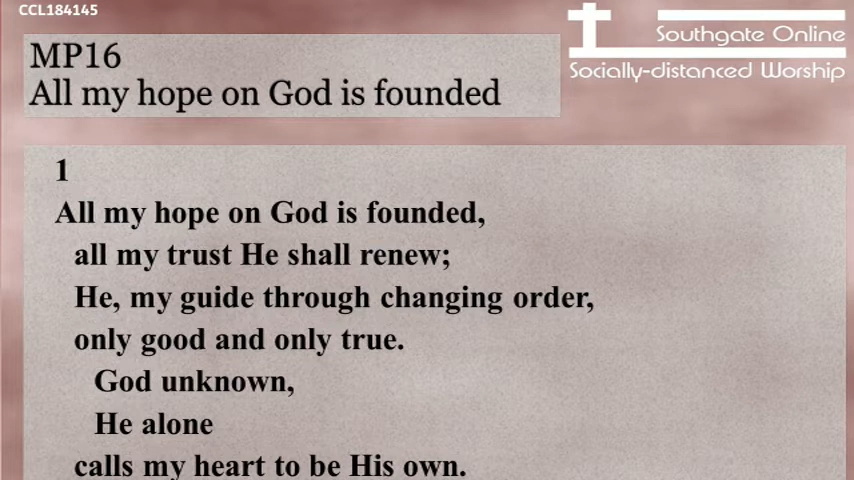 CCL184145
Southgate Online
Socially-distanced Worship
MP16
All my hope on God is founded
1
All my hope on God is founded,
all my trust He shall renew;
He, my guide through changing order,
only good and only true.
God unknown,
He alone
calls my heart to be His own.